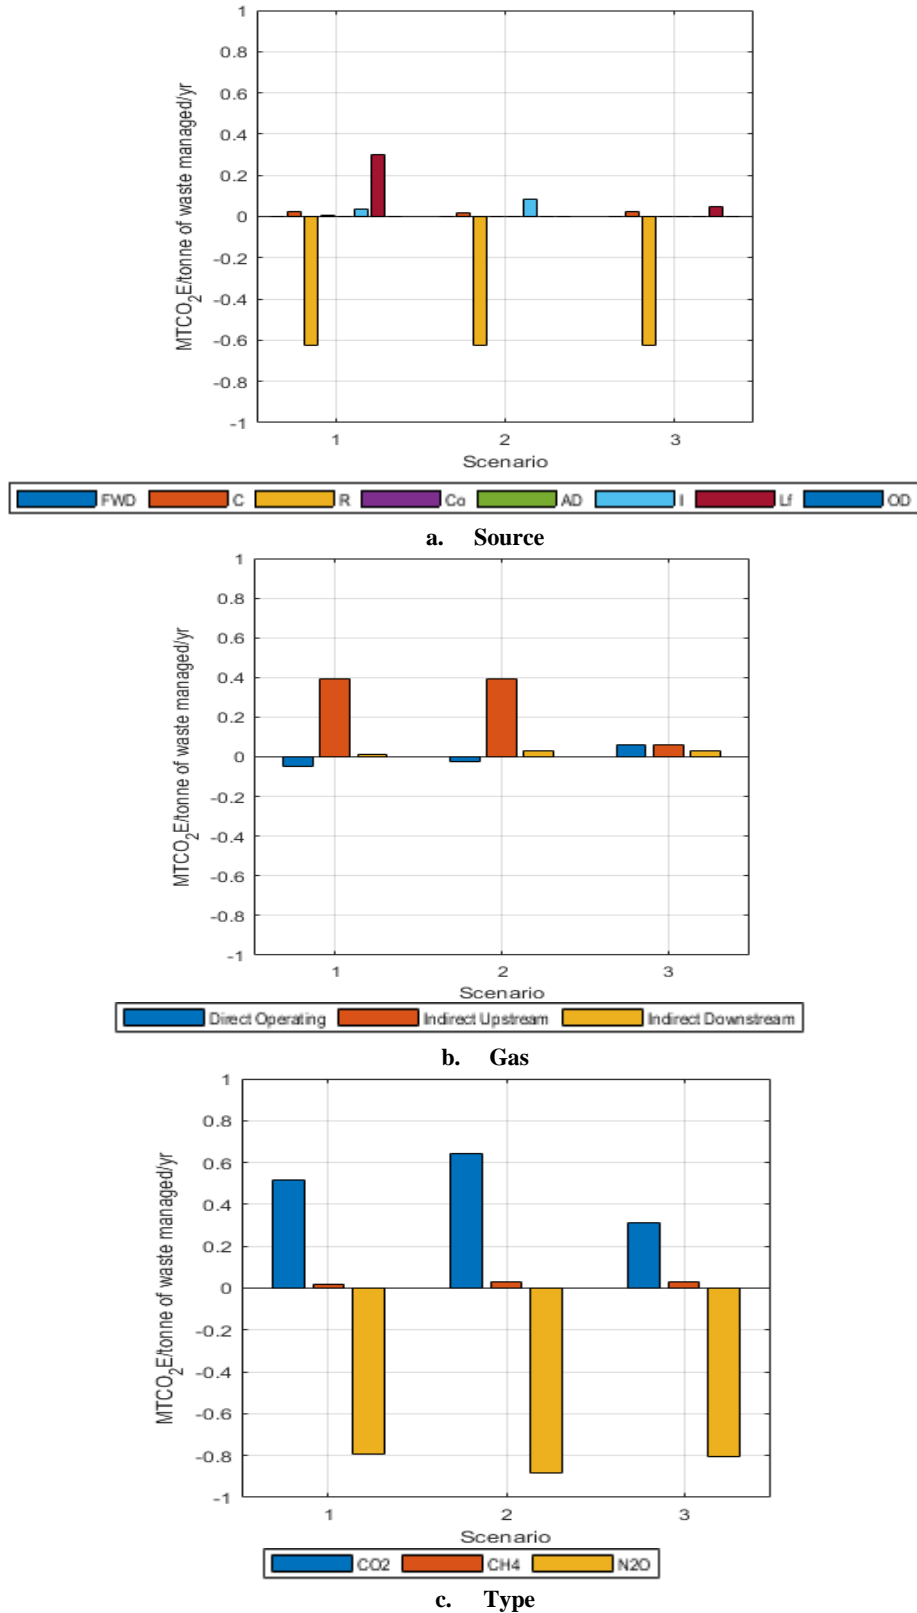 1
0.8
0.6
0.4
0.2
0
-0.2
-0.4
-0.6
-0.8
-1
MTCO2E/tonne of waste managed/yr
1 2 3
Scenario
FWD C R Co AD I Lf OD
a. Source
1
0.8
0.6
0.4
0.2
0
-0.2
-0.4
-0.6
-0.8
-1
MTCO2E/tonne of waste managed/yr
1 2 3
Scenario
Direct Operating Indirect Upstream Indirect Downstream
b. Gas
1
0.8
0.6
0.4
0.2
0
-0.2
-0.4
-0.6
-0.8
-1
MTCO2E/tonne of waste managed/yr
1 2 3
Scenario
CO2 CH4 N2O
c. Type